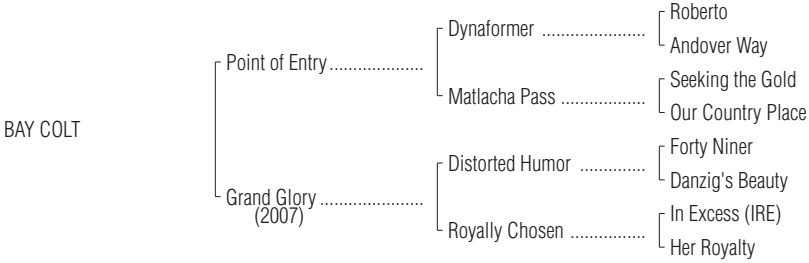 Roberto
Dynaformer ......................
Andover Way
Point of Entry....................
Seeking the Gold
Matlacha Pass ..................
Our Country Place
BAY COLT
Forty Niner
Distorted Humor ..............
Danzig's Beauty
Grand Glory ......................
(2007)
In Excess (IRE)
Royally Chosen ................
Her Royalty